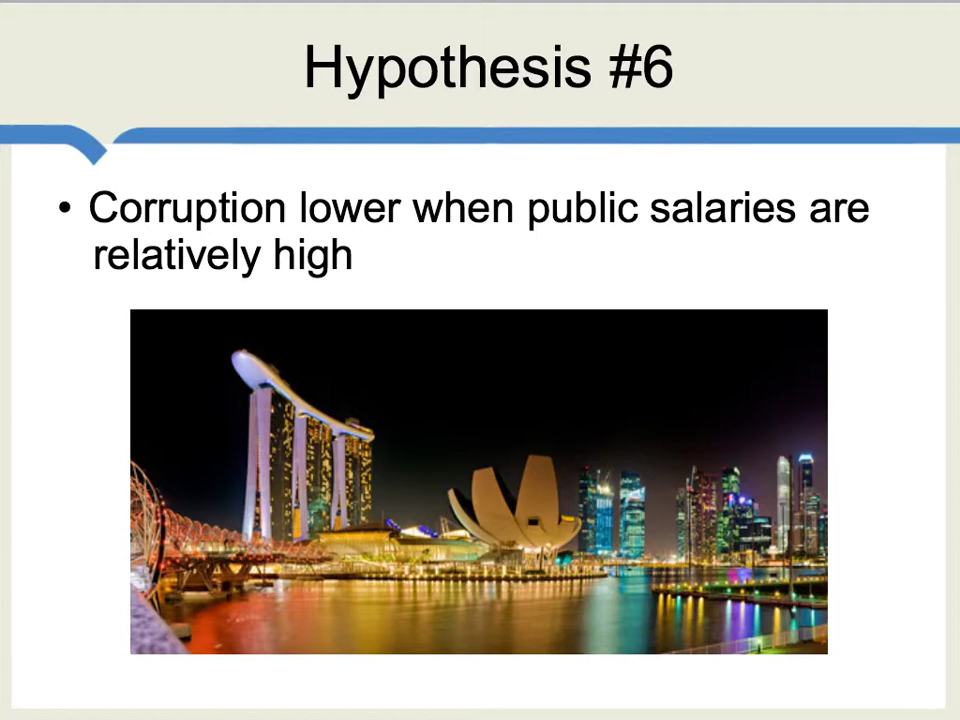 Hypothesis #6
• Corruption lower when public salaries are
relatively high